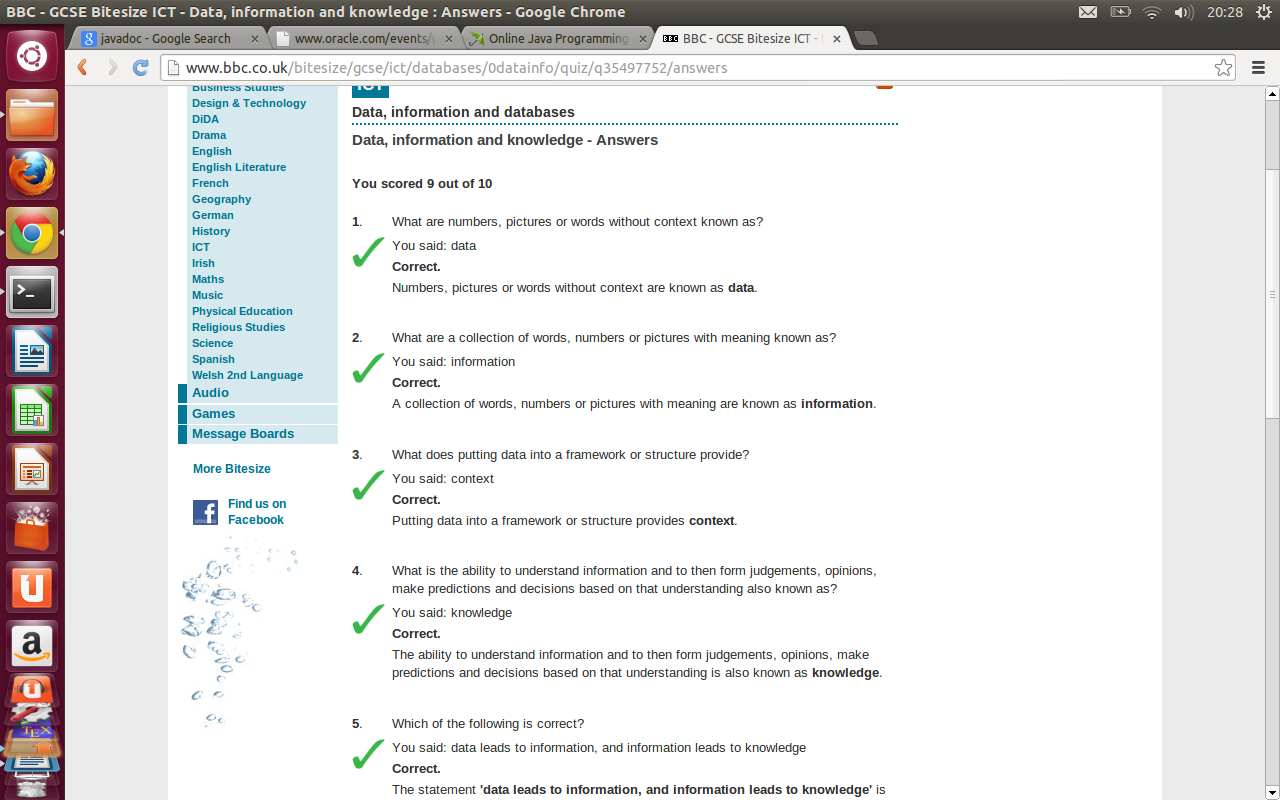 BBC - GCSE Bitesize ICT - Data, information and knowledge : Answers - Google Chrome
20:28
javadoc - Google Search
www.oracle.com/events/
Online Java Programming
BBC - GCSE Bitesize ICT -
www.bbc.co.uk/bitesize/gcse/ict/databases/0datainfo/quiz/q35497752/answers
Business Studies
Design & Technology
DiDA
Drama
English
English Literature
French
Geography
German
History
ICT
Irish
Maths
Music
Physical Education
Religious Studies
Science
Spanish
Welsh 2nd Language
Audio
Games
Message Boards
More Bitesize
Find us on
Facebook
ICT
Data, information and databases
Data, information and knowledge - Answers
You scored 9 out of 10
1. What are numbers, pictures or words without context known as?
You said: data
Correct.
Numbers, pictures or words without context are known as data.
2. What are a collection of words, numbers or pictures with meaning known as?
You said: information
Correct.
A collection of words, numbers or pictures with meaning are known as information.
3. What does putting data into a framework or structure provide?
You said: context
Correct.
Putting data into a framework or structure provides context.
4. What is the ability to understand information and to then form judgements, opinions,
make predictions and decisions based on that understanding also known as?
You said: knowledge
Correct.
The ability to understand information and to then form judgements, opinions, make
predictions and decisions based on that understanding is also known as knowledge.
5. Which of the following is correct?
You said: data leads to information, and information leads to knowledge
Correct.
The statement 'data leads to information, and information leads to knowledge' is